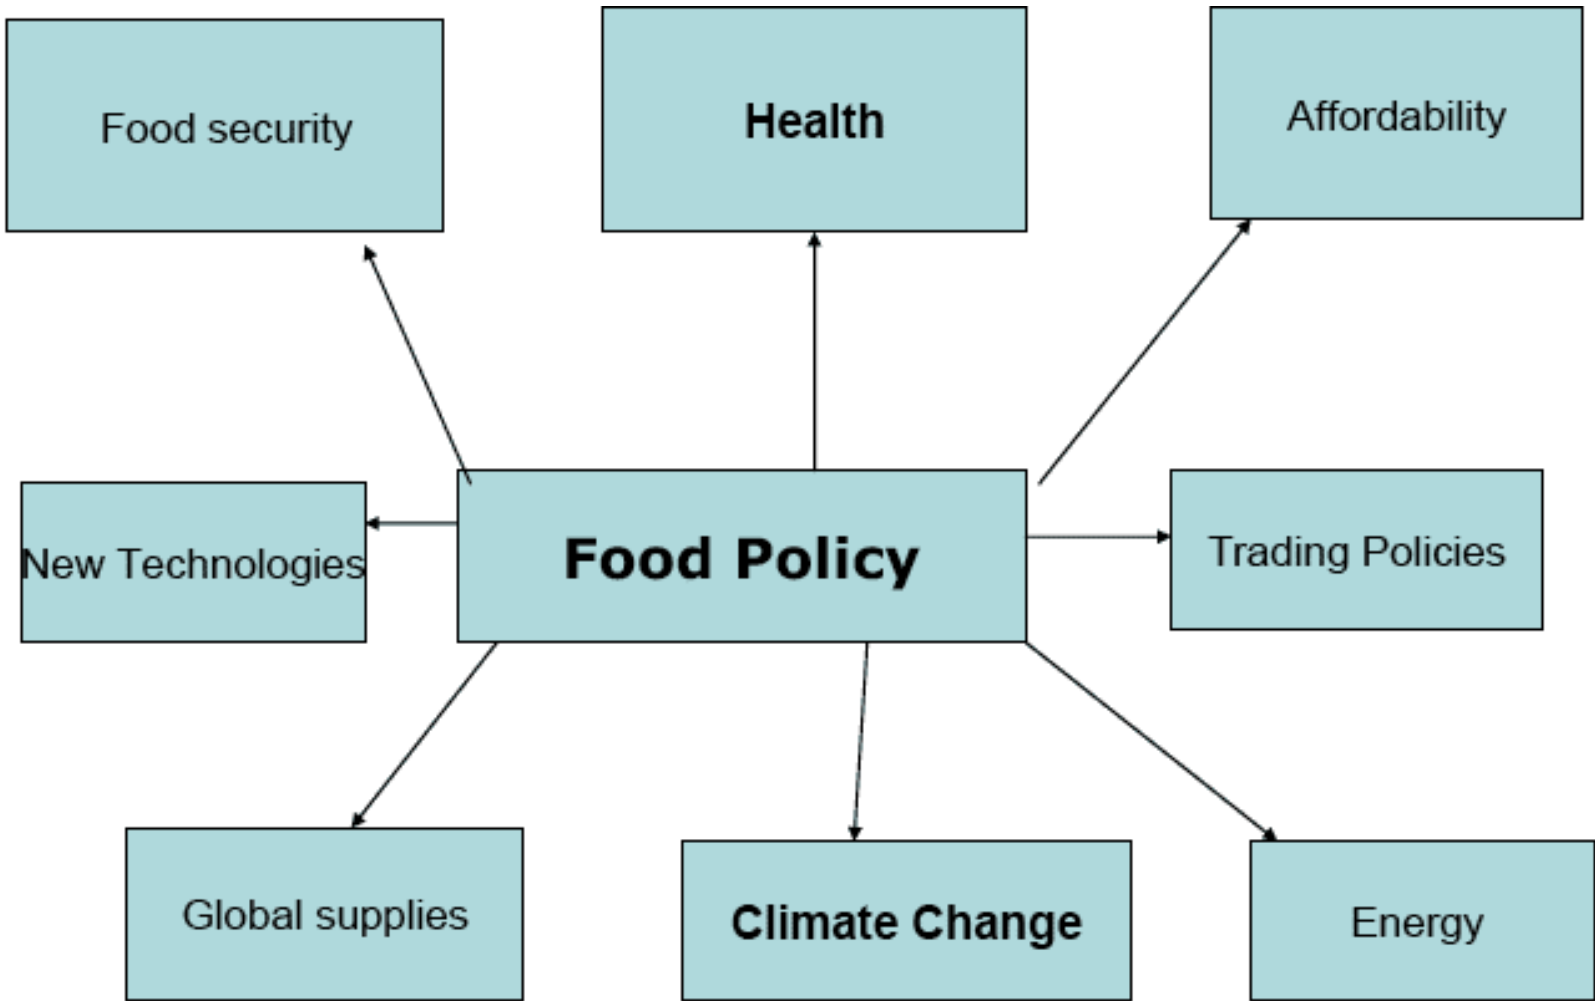 Food security
Health
Affordability
New Technologies
Food Policy
Trading Policies
Global supplies
Climate Change
Energy